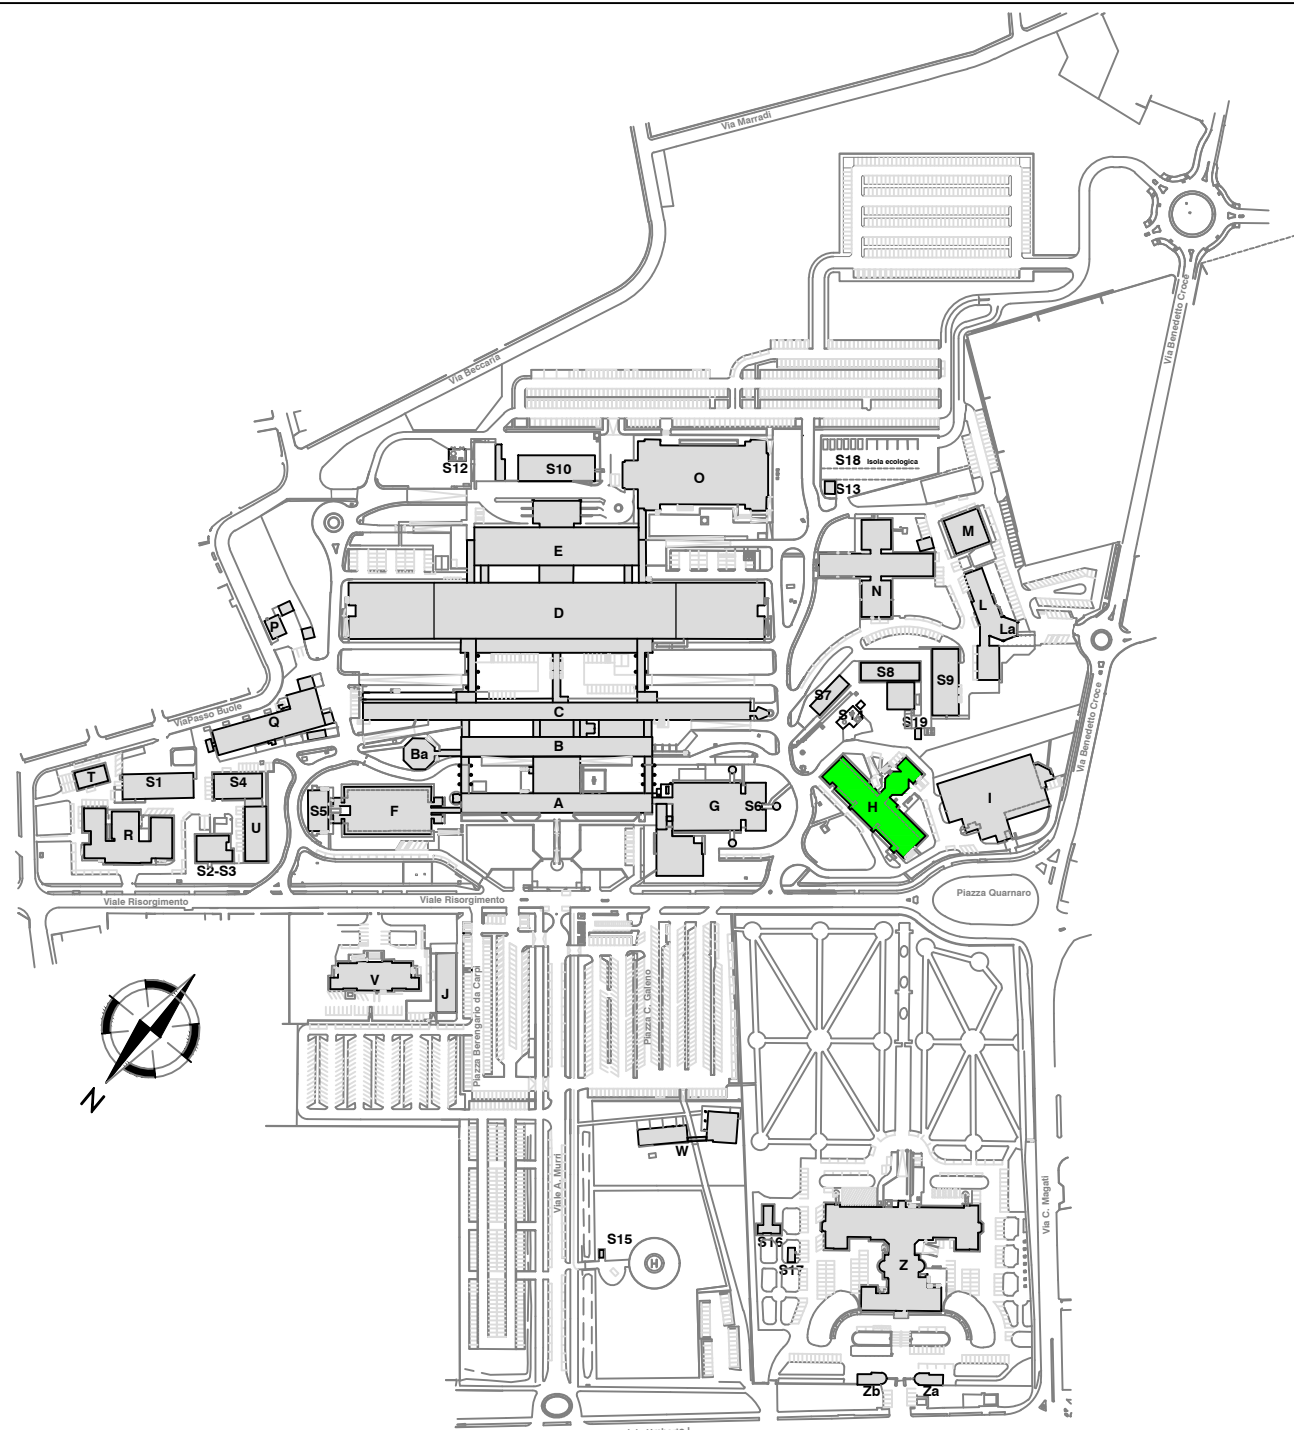 Via Marradi
Via Benedetto Croce
Via Beccaria
S12
S10
O
S18 Isola ecologica
S13
E
M
N
D
L
La
P
S8
S9
S7
C
S19
ViaPasso Buole
Q
B
Ba
Via Benedetto Croce
T
S1
S4
S5
F
A
G
S6
H
I
R
U
S2-S3
Viale Risorgimento
Viale Risorgimento
Piazza Quarnaro
V
J
Piazza Berengario da Carpi
Piazza C. Galeno
N
W
Viale A. Murri
Via C. Magati
S16
S15
H
S17
Z
Zb
Za